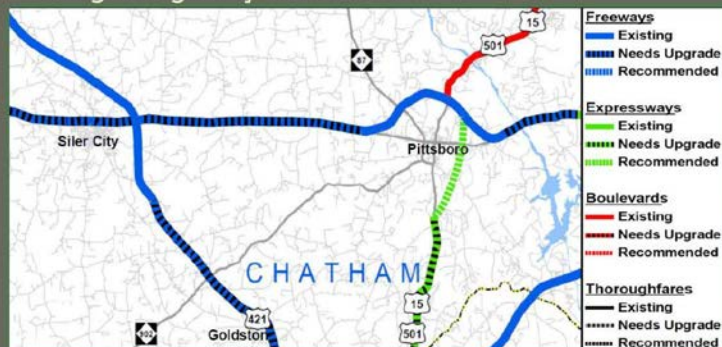 15
501
87
Siler City
Pittsboro
CHATHAM
421
15
Goldston
902
501
Freeways
Existing
Needs Upgrade
Recommended
Expressways
Existing
Needs Upgrade
Recommended
Boulevards
Existing
Needs Upgrade
Recommended
Thoroughfares
Existing
Needs Upgrade
Recommended